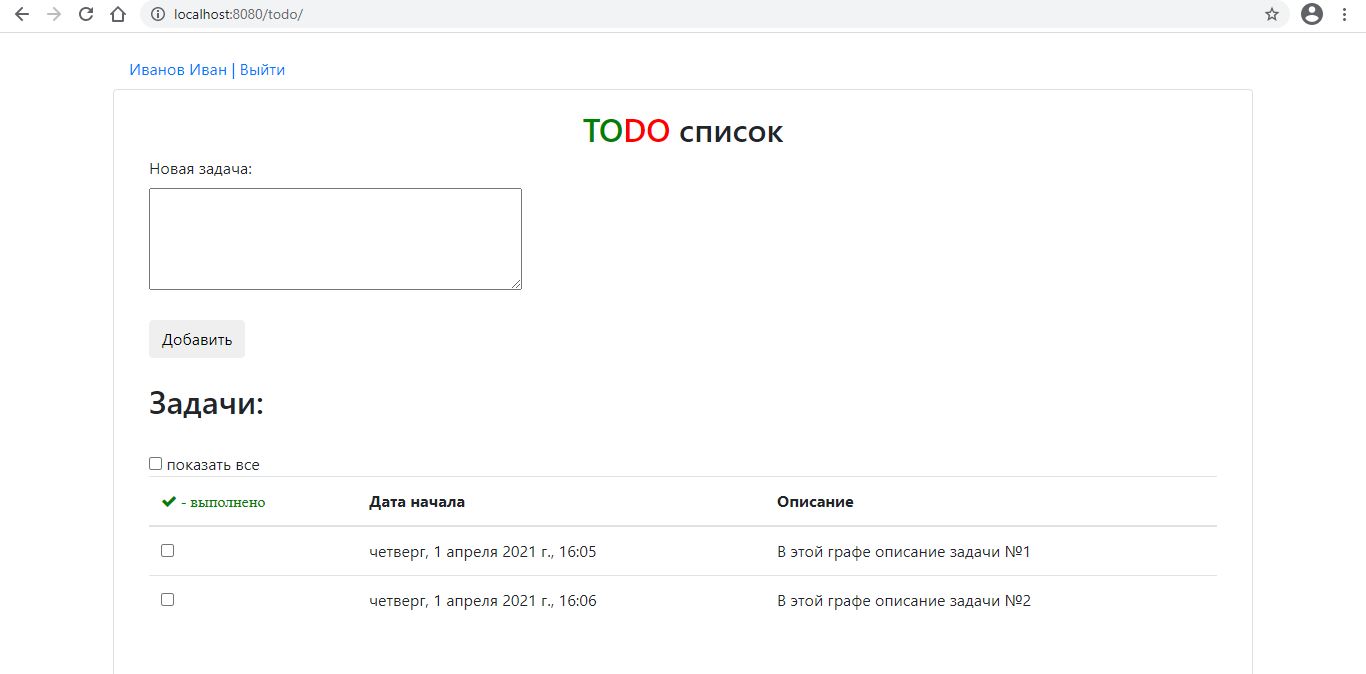 localhost:8080/todo/
Иванов Иван | Выйти
TODO список
Новая задача:
Добавить
Задачи:
показать все
- выполнено Дата начала Описание
четверг, 1 апреля 2021 г., 16:05 В этой графе описание задачи №1
четверг, 1 апреля 2021 г., 16:06 В этой графе описание задачи №2